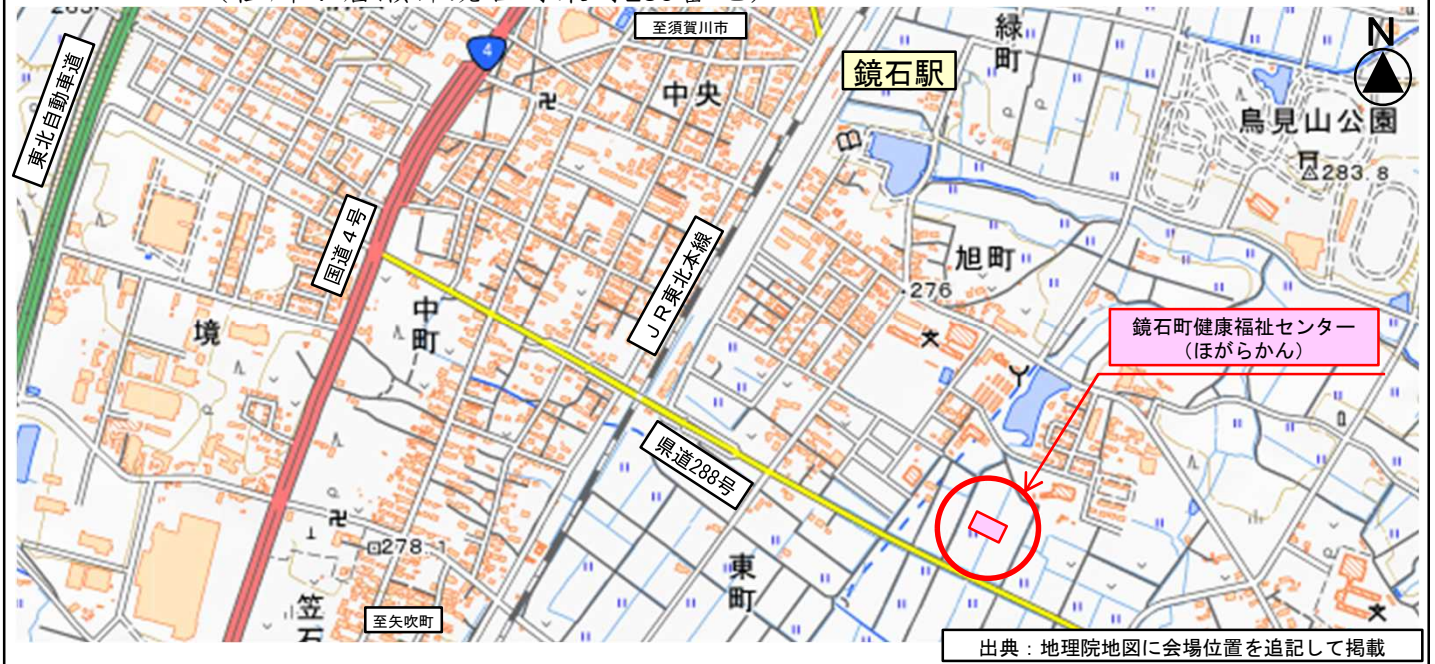 至須賀川市
4
緑町
N
鏡石駅
中央
東北自動車道
鳥見山公園
283.8
国道4号
JR東北本線
旭町
276
境
中町
鏡石町健康福祉センター
(ほがらかん)
県道288号
278.1
東町
笠石
至矢吹町
出典：地理院地図に会場位置を追記して掲載